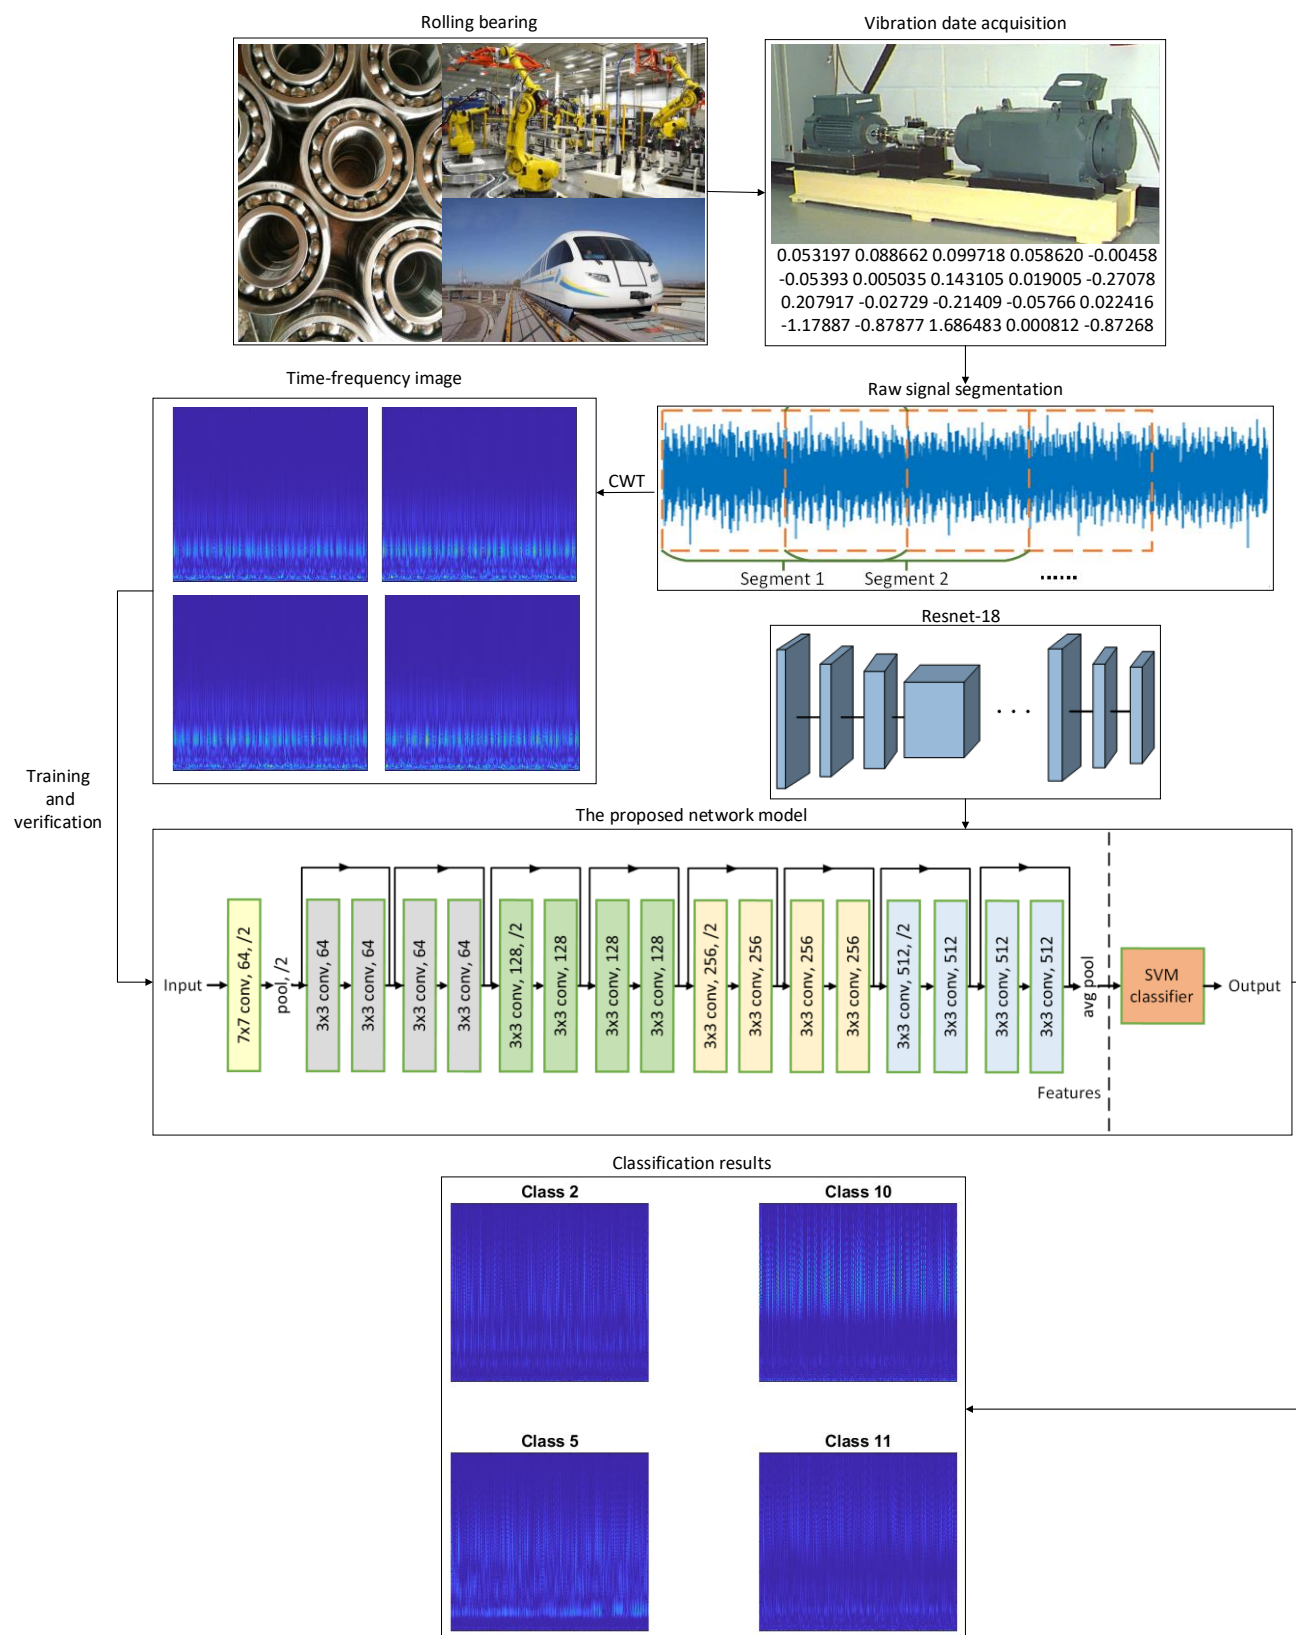 Rolling bearing
Vibration date acquisition
0.053197 0.088662 0.099718 0.058620 -0.00458
-0.05393 0.005035 0.143105 0.019005 -0.27078
0.207917 -0.02729 -0.21409 -0.05766 0.022416
-1.17887 -0.87877 1.686483 0.000812 -0.87268
Time-frequency image
Raw signal segmentation
CWT
Segment 1
Segment 2
......
Resnet-18
. . .
Training
and
verification
The proposed network model
Input
7x7 conv, 64, /2
pool, /2
3x3 conv, 64
3x3 conv, 64
3x3 conv, 64
3x3 conv, 64
3x3 conv, 128, /2
3x3 conv, 128
3x3 conv, 128
3x3 conv, 128
3x3 conv, 256, /2
3x3 conv, 256
3x3 conv, 256
3x3 conv, 256
3x3 conv, 512, /2
3x3 conv, 512
3x3 conv, 512
3x3 conv, 512
avg pool
Features
SVM
classifier
Output
Classification results
Class 2
Class 10
Class 5
Class 11